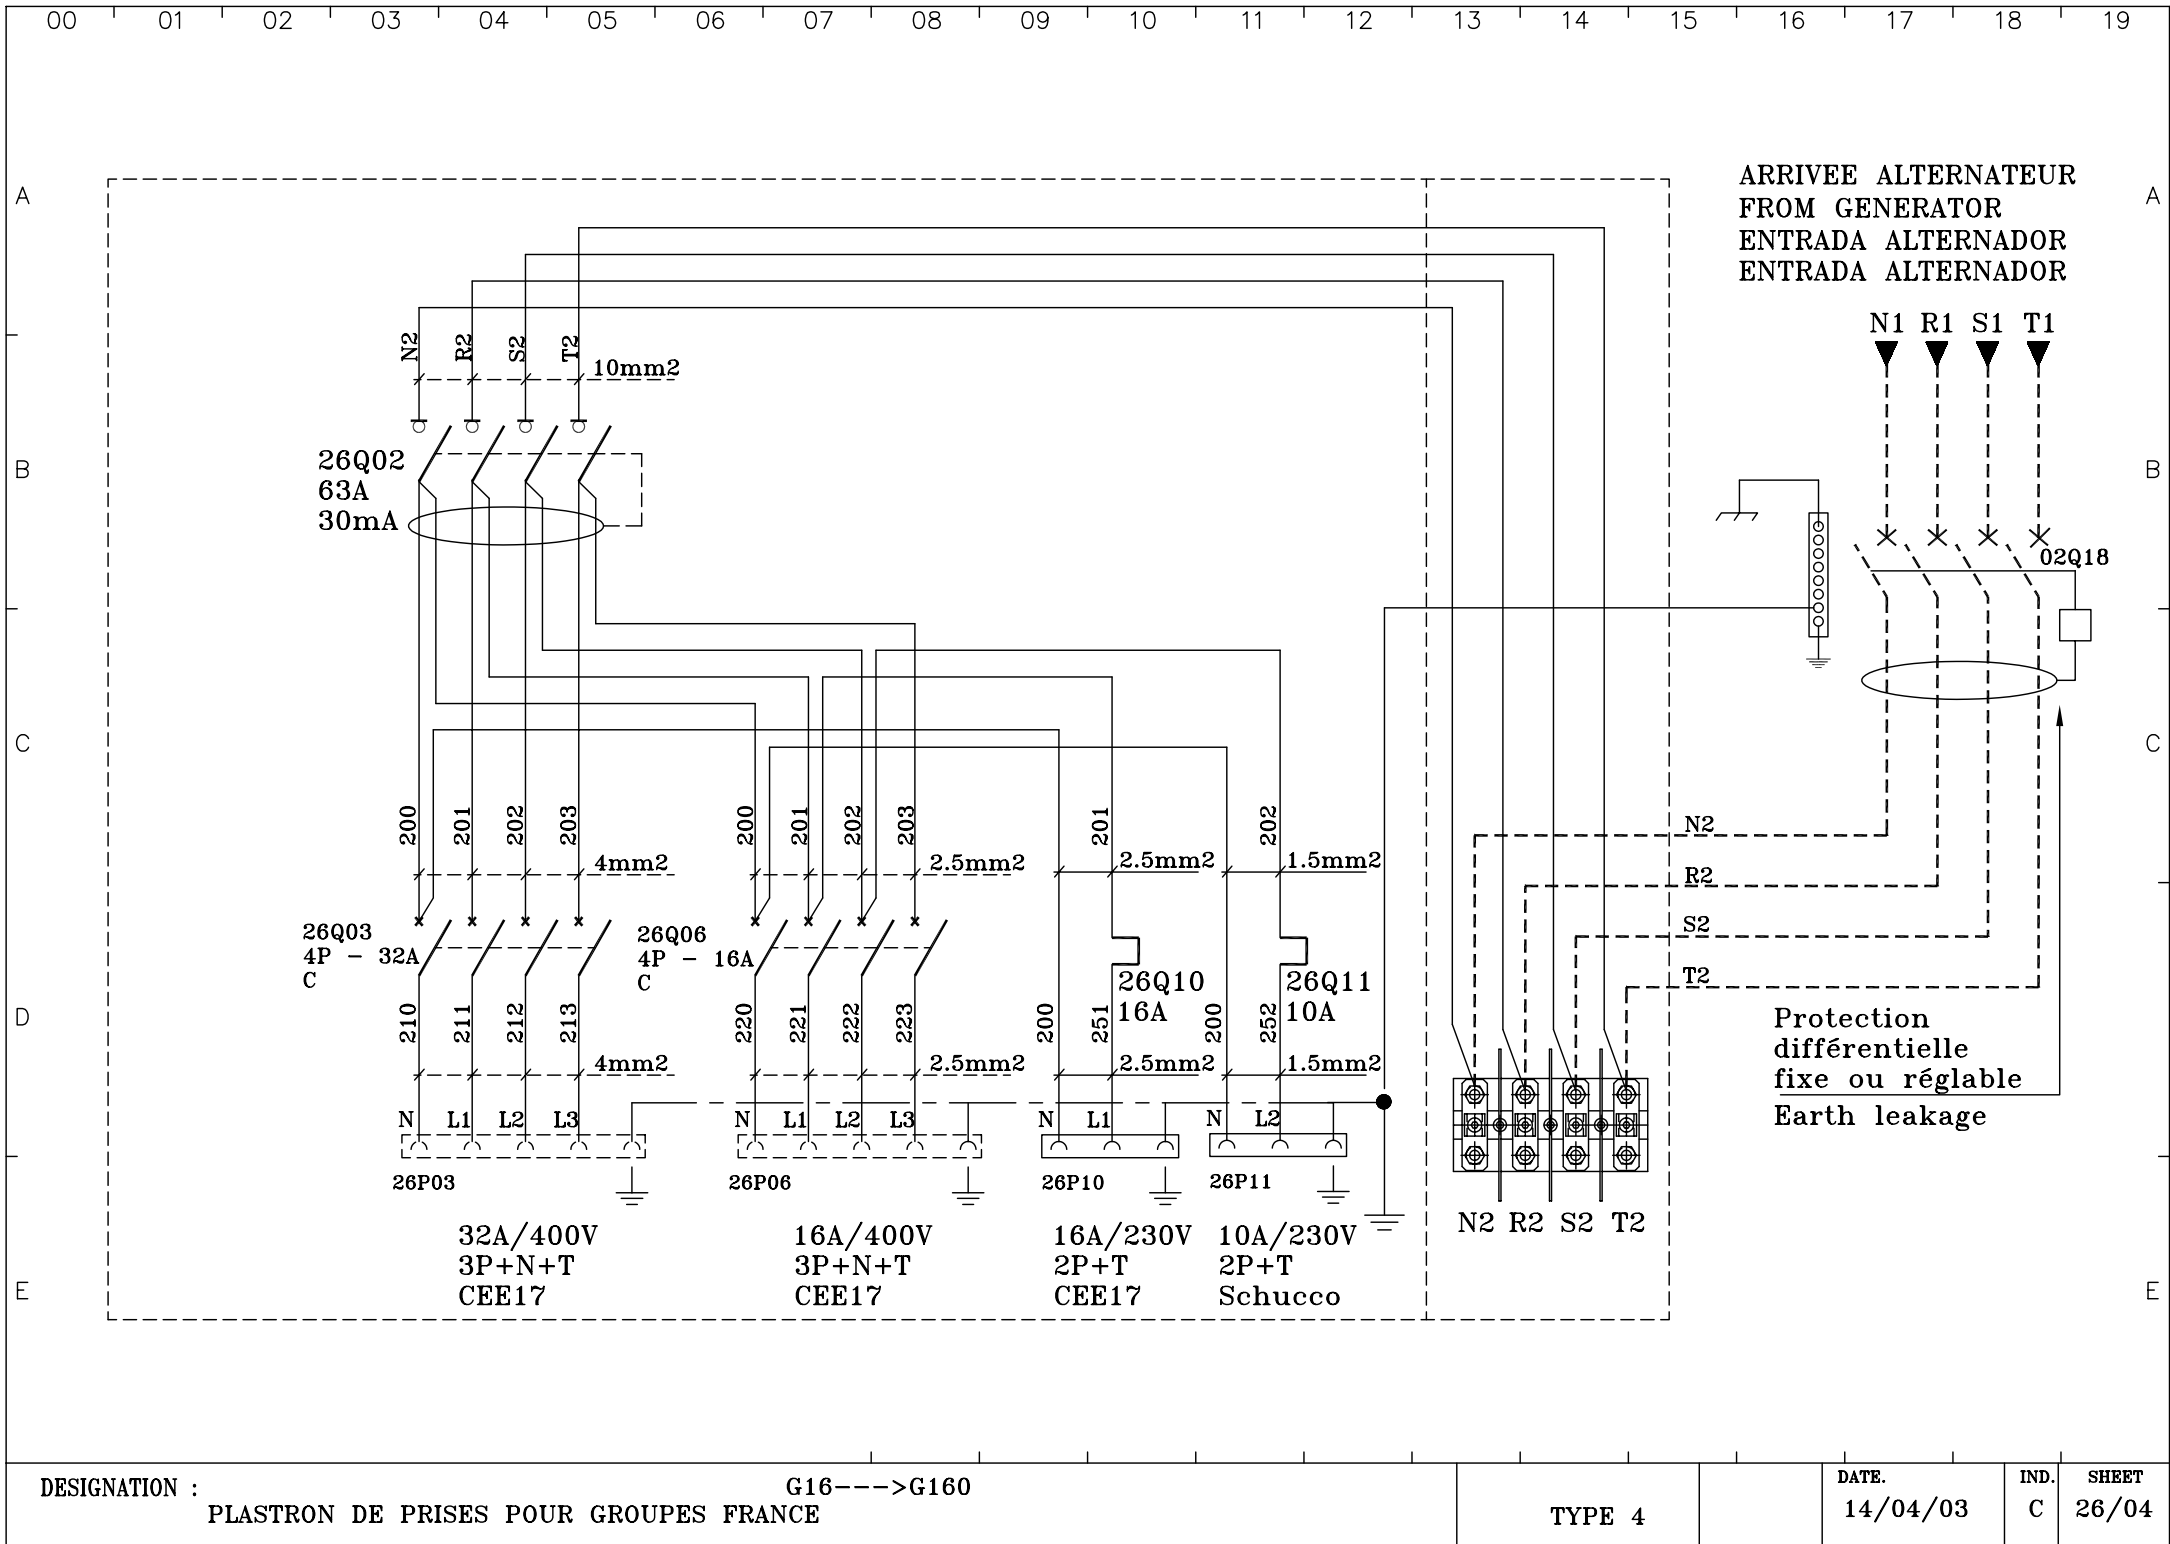 00 01 02 03 04 05 06 07 08 09 10 11 12 13 14 15 16 17 18 19
A A
ARRIVEE ALTERNATEUR
FROM GENERATOR
ENTRADA ALTERNADOR
ENTRADA ALTERNADOR
N1 R1 S1 T1
N2 R2 S2 T2
10mm2
B B
26Q02
63A
30mA
02Q18
C C
200 201 202 203
4mm2
200 201 202 203
2.5mm2
201
2.5mm2
202
1.5mm2
N2
R2
S2
T2
26Q03
4P - 32A
C
26Q06
4P - 16A
C
26Q10
16A
26Q11
10A
D D
210 211 212 213
4mm2
220 221 222 223
2.5mm2
200 251
2.5mm2
200 252
1.5mm2
Protection
différentielle
fixe ou réglable
Earth leakage
N L1 L2 L3
N L1 L2 L3
N L1
N L2
26P03
26P06
26P10
26P11
N2 R2 S2 T2
32A/400V
3P+N+T
CEE17
16A/400V
3P+N+T
CEE17
16A/230V
2P+T
CEE17
10A/230V
2P+T
Schucco
E E
DESIGNATION :
G16--->G160
PLASTRON DE PRISES POUR GROUPES FRANCE
TYPE 4
DATE.
14/04/03
IND.
C
SHEET
26/04